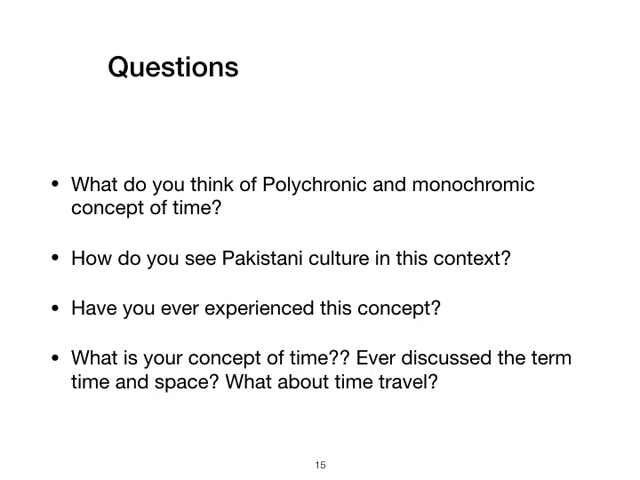 Questions
• What do you think of Polychronic and monochromic
concept of time?
• How do you see Pakistani culture in this context?
• Have you ever experienced this concept?
• What is your concept of time?? Ever discussed the term
time and space? What about time travel?
15